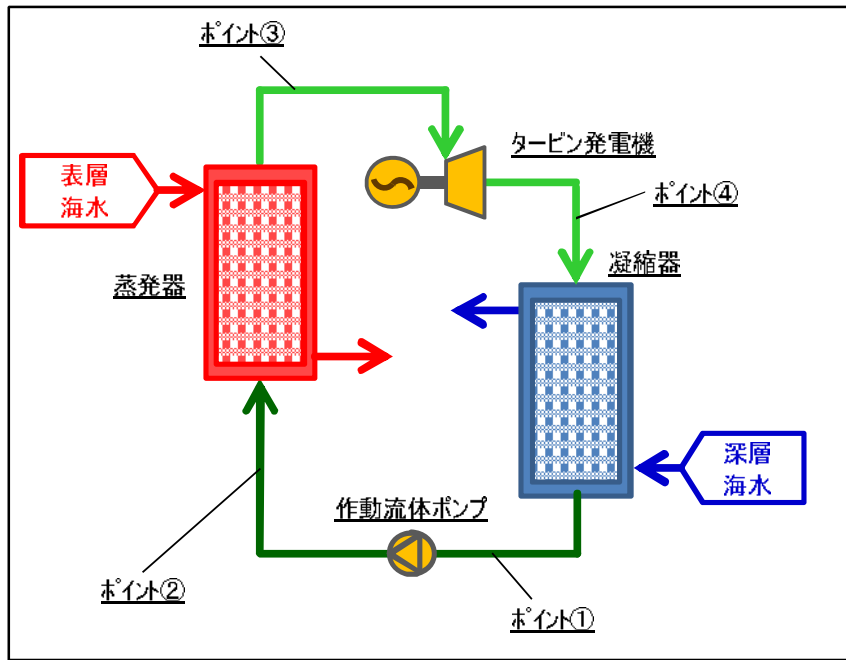 ポイント③
タービン発電機
表層
海水
ポイント④
凝縮器
蒸発器
深層
海水
作動流体ポンプ
ポイント②
ポイント①